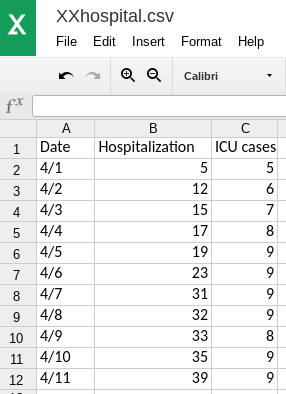 X
XXhospital.csv
File Edit Insert Format Help
Calibri
fx
A B C
1 Date Hospitalization ICU cases
2 4/1 5 5
3 4/2 12 6
4 4/3 15 7
5 4/4 17 8
6 4/5 19 9
7 4/6 23 9
8 4/7 31 9
9 4/8 32 9
10 4/9 33 8
11 4/10 35 9
12 4/11 39 9